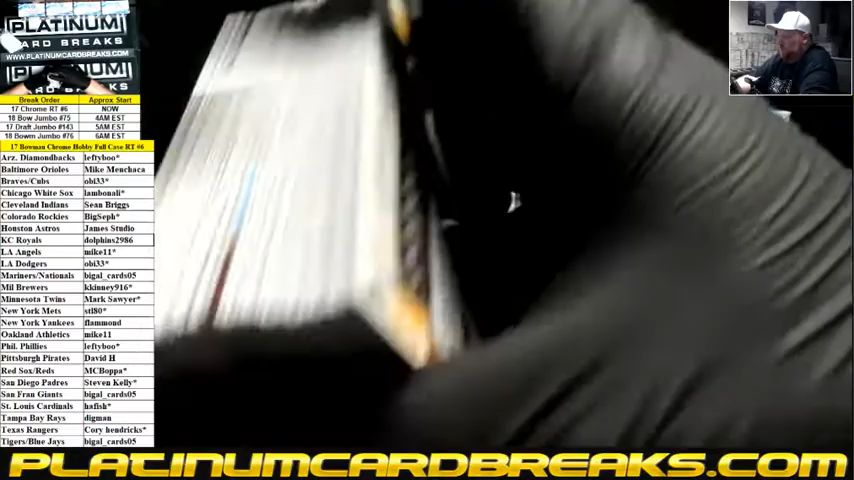 PLATINUM
CARD BREAKS
WWW.PLATINUMCARDBREAKS.COM
PLATINUM
Break Order Approx Start
17 Chrome RT #6 NOW
18 Bow Jumbo #75 4AM EST
17 Draft Jumbo #143 5AM EST
18 Bowm Jumbo #76 6AM EST
17 Bowman Chrome Hobby Full Case RT #6
Arz. Diamondbacks leftyboo*
Baltimore Orioles Mike Menchaca
Braves/Cubs obi33*
Chicago White Sox lambonali*
Cleveland Indians Sean Briggs
Colorado Rockies BigSeph*
Houston Astros James Studio
KC Royals dolphins2986
LA Angels mike11*
LA Dodgers obi33*
Mariners/Nationals bigal_cards05
Mil Brewers kkinney916*
Minnesota Twins Mark Sawyer*
New York Mets stl80*
New York Yankees flammond
Oakland Athletics mike11
Phil. Phillies leftyboo*
Pittsburgh Pirates David H
Red Sox/Reds MCBoppa*
San Diego Padres Steven Kelly*
San Fran Giants bigal_cards05
St. Louis Cardinals hafish*
Tampa Bay Rays digman
Texas Rangers Cory hendricks*
Tigers/Blue Jays bigal_cards05
PLATINUMCARDBREAKS.COM